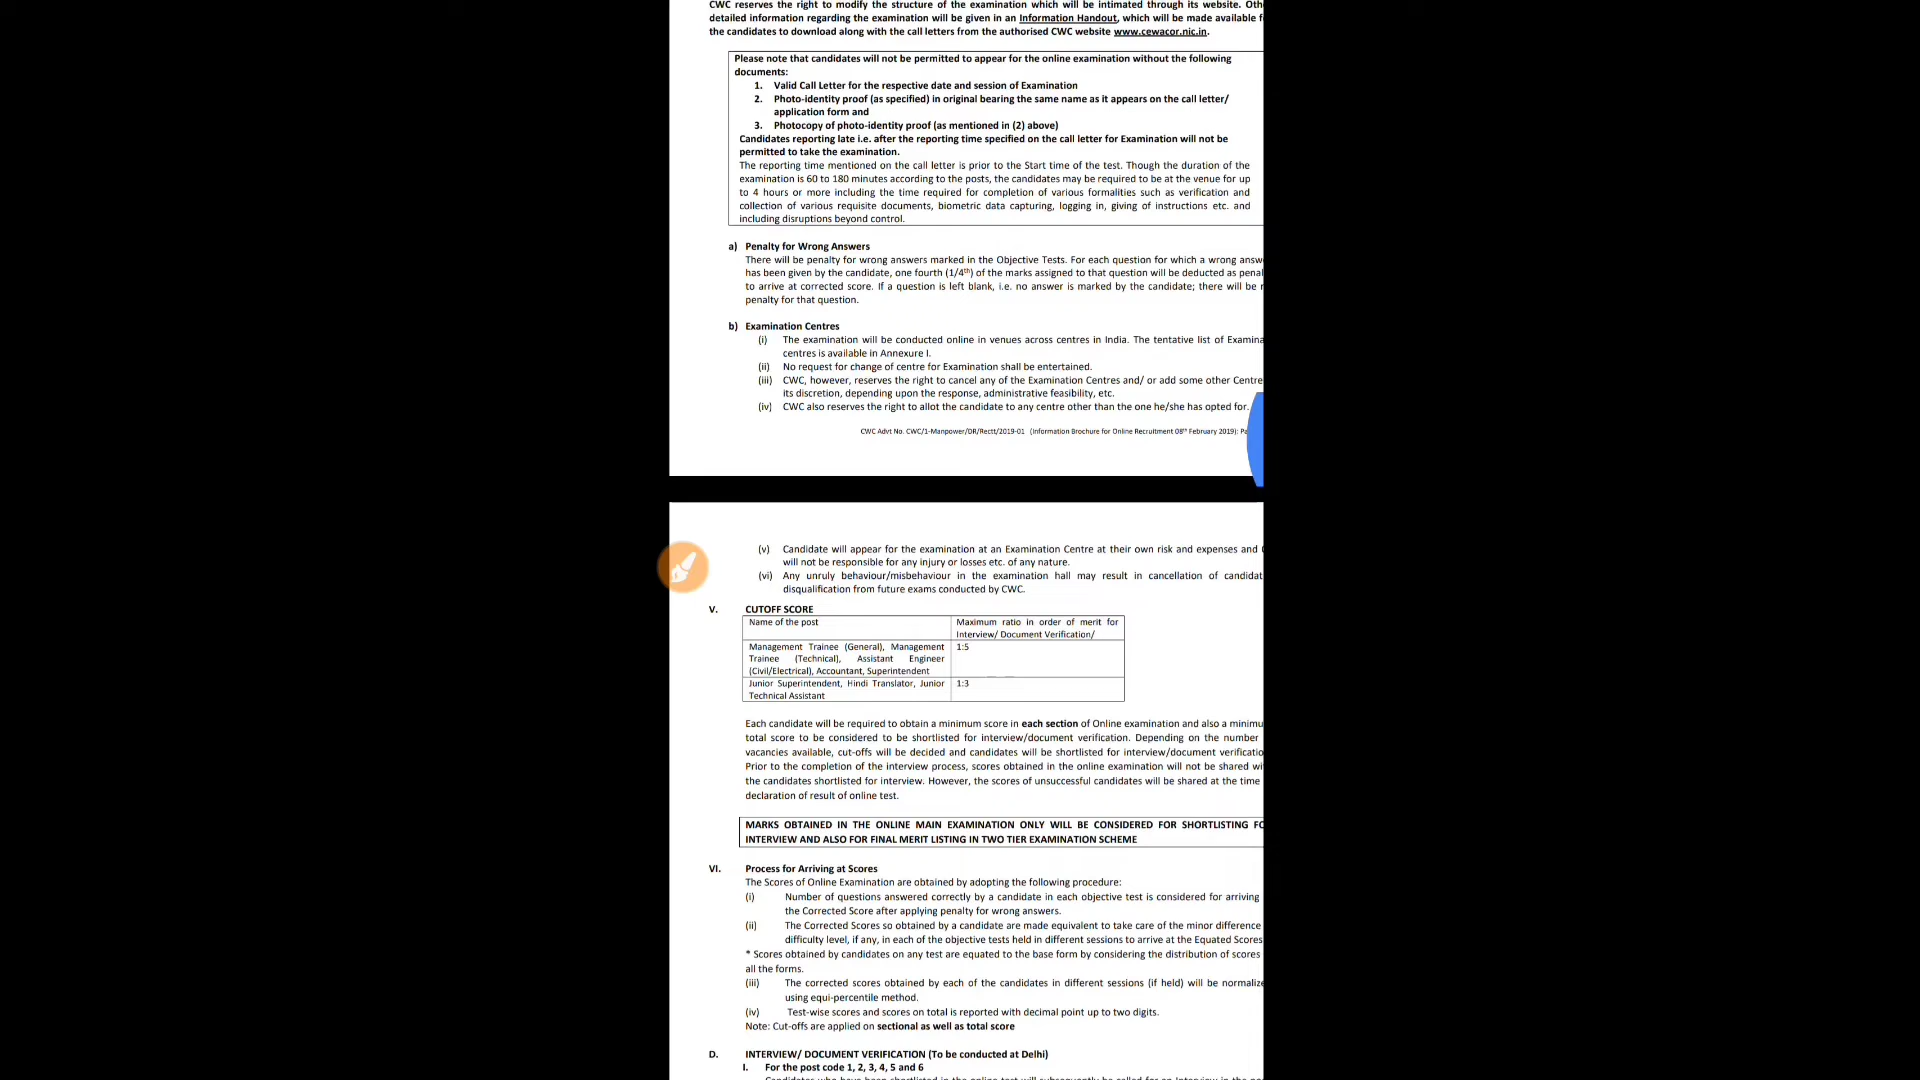 CWC reserves the right to modify the structure of the examination which will be intimated through its website. Oth
detailed information regarding the examination will be given in an Information Handout, which will be made available f
the candidates to download along with the call letters from the authorised CWC website www.cewacor.nic.in.
Please note that candidates will not be permitted to appear for the online examination without the following
documents:
1. Valid Call Letter for the respective date and session of Examination
2. Photo-identity proof (as specified) in original bearing the same name as it appears on the call letter/
application form and
3. Photocopy of photo-identity proof (as mentioned in (2) above)
Candidates reporting late i.e. after the reporting time specified on the call letter for Examination will not be
permitted to take the examination.
The reporting time mentioned on the call letter is prior to the Start time of the test. Though the duration of the
examination is 60 to 180 minutes according to the posts, the candidates may be required to be at the venue for up
to 4 hours or more including the time required for completion of various formalities such as verification and
collection of various requisite documents, biometric data capturing, logging in, giving of instructions etc. and
including disruptions beyond control.
a) Penalty for Wrong Answers
There will be penalty for wrong answers marked in the Objective Tests. For each question for which a wrong answ
has been given by the candidate, one fourth (1/4th) of the marks assigned to that question will be deducted as penal
to arrive at corrected score. If a question is left blank, i.e. no answer is marked by the candidate; there will be
penalty for that question.
b) Examination Centres
(i) The examination will be conducted online in venues across centres in India. The tentative list of Examina
centres is available in Annexure I.
(ii) No request for change of centre for Examination shall be entertained.
(iii) CWC, however, reserves the right to cancel any of the Examination Centres and/ or add some other Centre
its discretion, depending upon the response, administrative feasibility, etc.
(iv) CWC also reserves the right to allot the candidate to any centre other than the one he/she has opted for.
CWC Advt No. CWC/1-Manpower/DR/Rectt/2019-01 (Information Brochure for Online Recruitment 08th February 2019): Pa
(v) Candidate will appear for the examination at an Examination Centre at their own risk and expenses and
will not be responsible for any injury or losses etc. of any nature.
(vi) Any unruly behaviour/misbehaviour in the examination hall may result in cancellation of candidat
disqualification from future exams conducted by CWC.
V. CUTOFF SCORE
Name of the post Maximum ratio in order of merit for
Interview/ Document Verification/
Management Trainee (General), Management 1:5
Trainee (Technical), Assistant Engineer
(Civil/Electrical), Accountant, Superintendent
Junior Superintendent, Hindi Translator, Junior 1:3
Technical Assistant
Each candidate will be required to obtain a minimum score in each section of Online examination and also a minimu
total score to be considered to be shortlisted for interview/document verification. Depending on the number
vacancies available, cut-offs will be decided and candidates will be shortlisted for interview/document verificatio
Prior to the completion of the interview process, scores obtained in the online examination will not be shared wi
the candidates shortlisted for interview. However, the scores of unsuccessful candidates will be shared at the time
declaration of result of online test.
MARKS OBTAINED IN THE ONLINE MAIN EXAMINATION ONLY WILL BE CONSIDERED FOR SHORTLISTING FO
INTERVIEW AND ALSO FOR FINAL MERIT LISTING IN TWO TIER EXAMINATION SCHEME
VI. Process for Arriving at Scores
The Scores of Online Examination are obtained by adopting the following procedure:
(i) Number of questions answered correctly by a candidate in each objective test is considered for arriving
the Corrected Score after applying penalty for wrong answers.
(ii) The Corrected Scores so obtained by a candidate are made equivalent to take care of the minor difference
difficulty level, if any, in each of the objective tests held in different sessions to arrive at the Equated Scores
* Scores obtained by candidates on any test are equated to the base form by considering the distribution of scores
all the forms.
(iii) The corrected scores obtained by each of the candidates in different sessions (if held) will be normalize
using equi-percentile method.
(iv) Test-wise scores and scores on total is reported with decimal point up to two digits.
Note: Cut-offs are applied on sectional as well as total score
D. INTERVIEW/ DOCUMENT VERIFICATION (To be conducted at Delhi)
I. For the post code 1, 2, 3, 4, 5 and 6